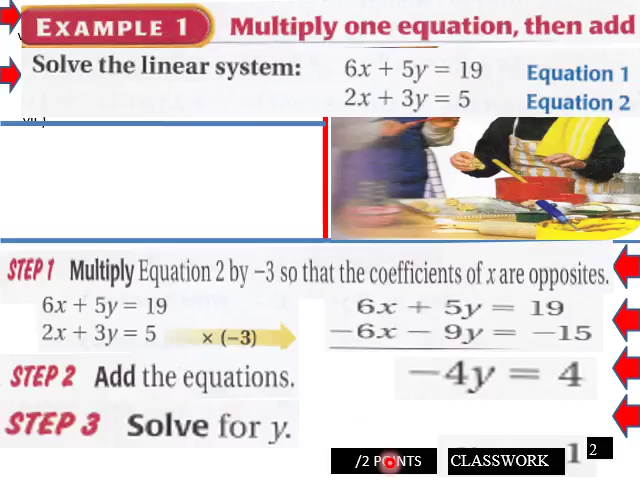 EXAMPLE 1 Multiply one equation, then add
Solve the linear system: 6x + 5y = 19 Equation 1
2x + 3y = 5 Equation 2
STEP 1 Multiply Equation 2 by −3 so that the coefficients of x are opposites.
6x + 5y = 19 6x + 5y = 19
2x + 3y = 5 × (−3) −6x − 9y = −15
STEP 2 Add the equations. −4y = 4
STEP 3 Solve for y.
/2 POINTS CLASSWORK 1 2